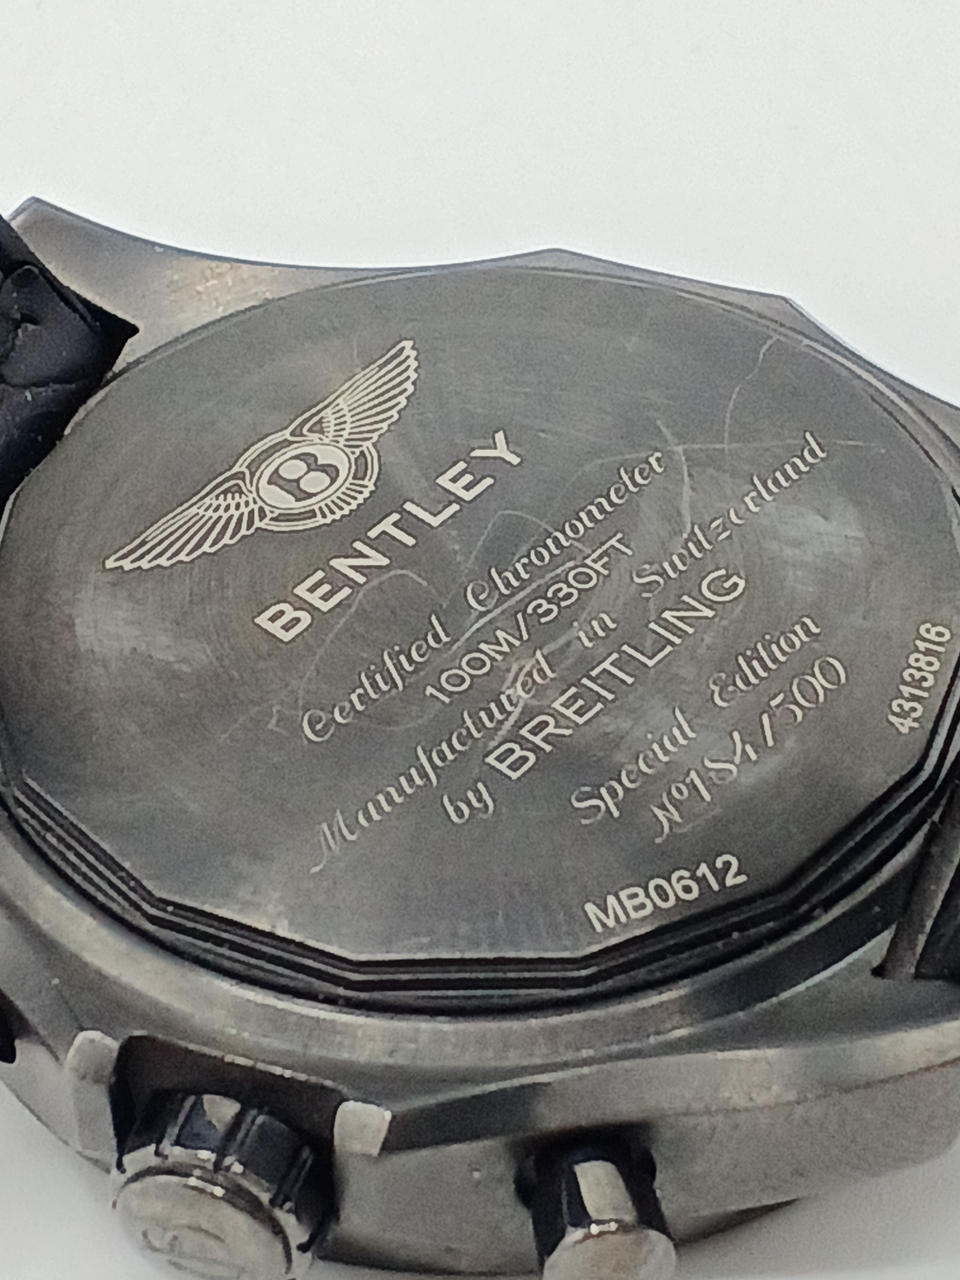 B
BENTLEY
Certified Chronometer
100M/330FT
Manufactured in Switzerland
by BREITLING
Special Edition
Nº184/500
4313816
MB0612